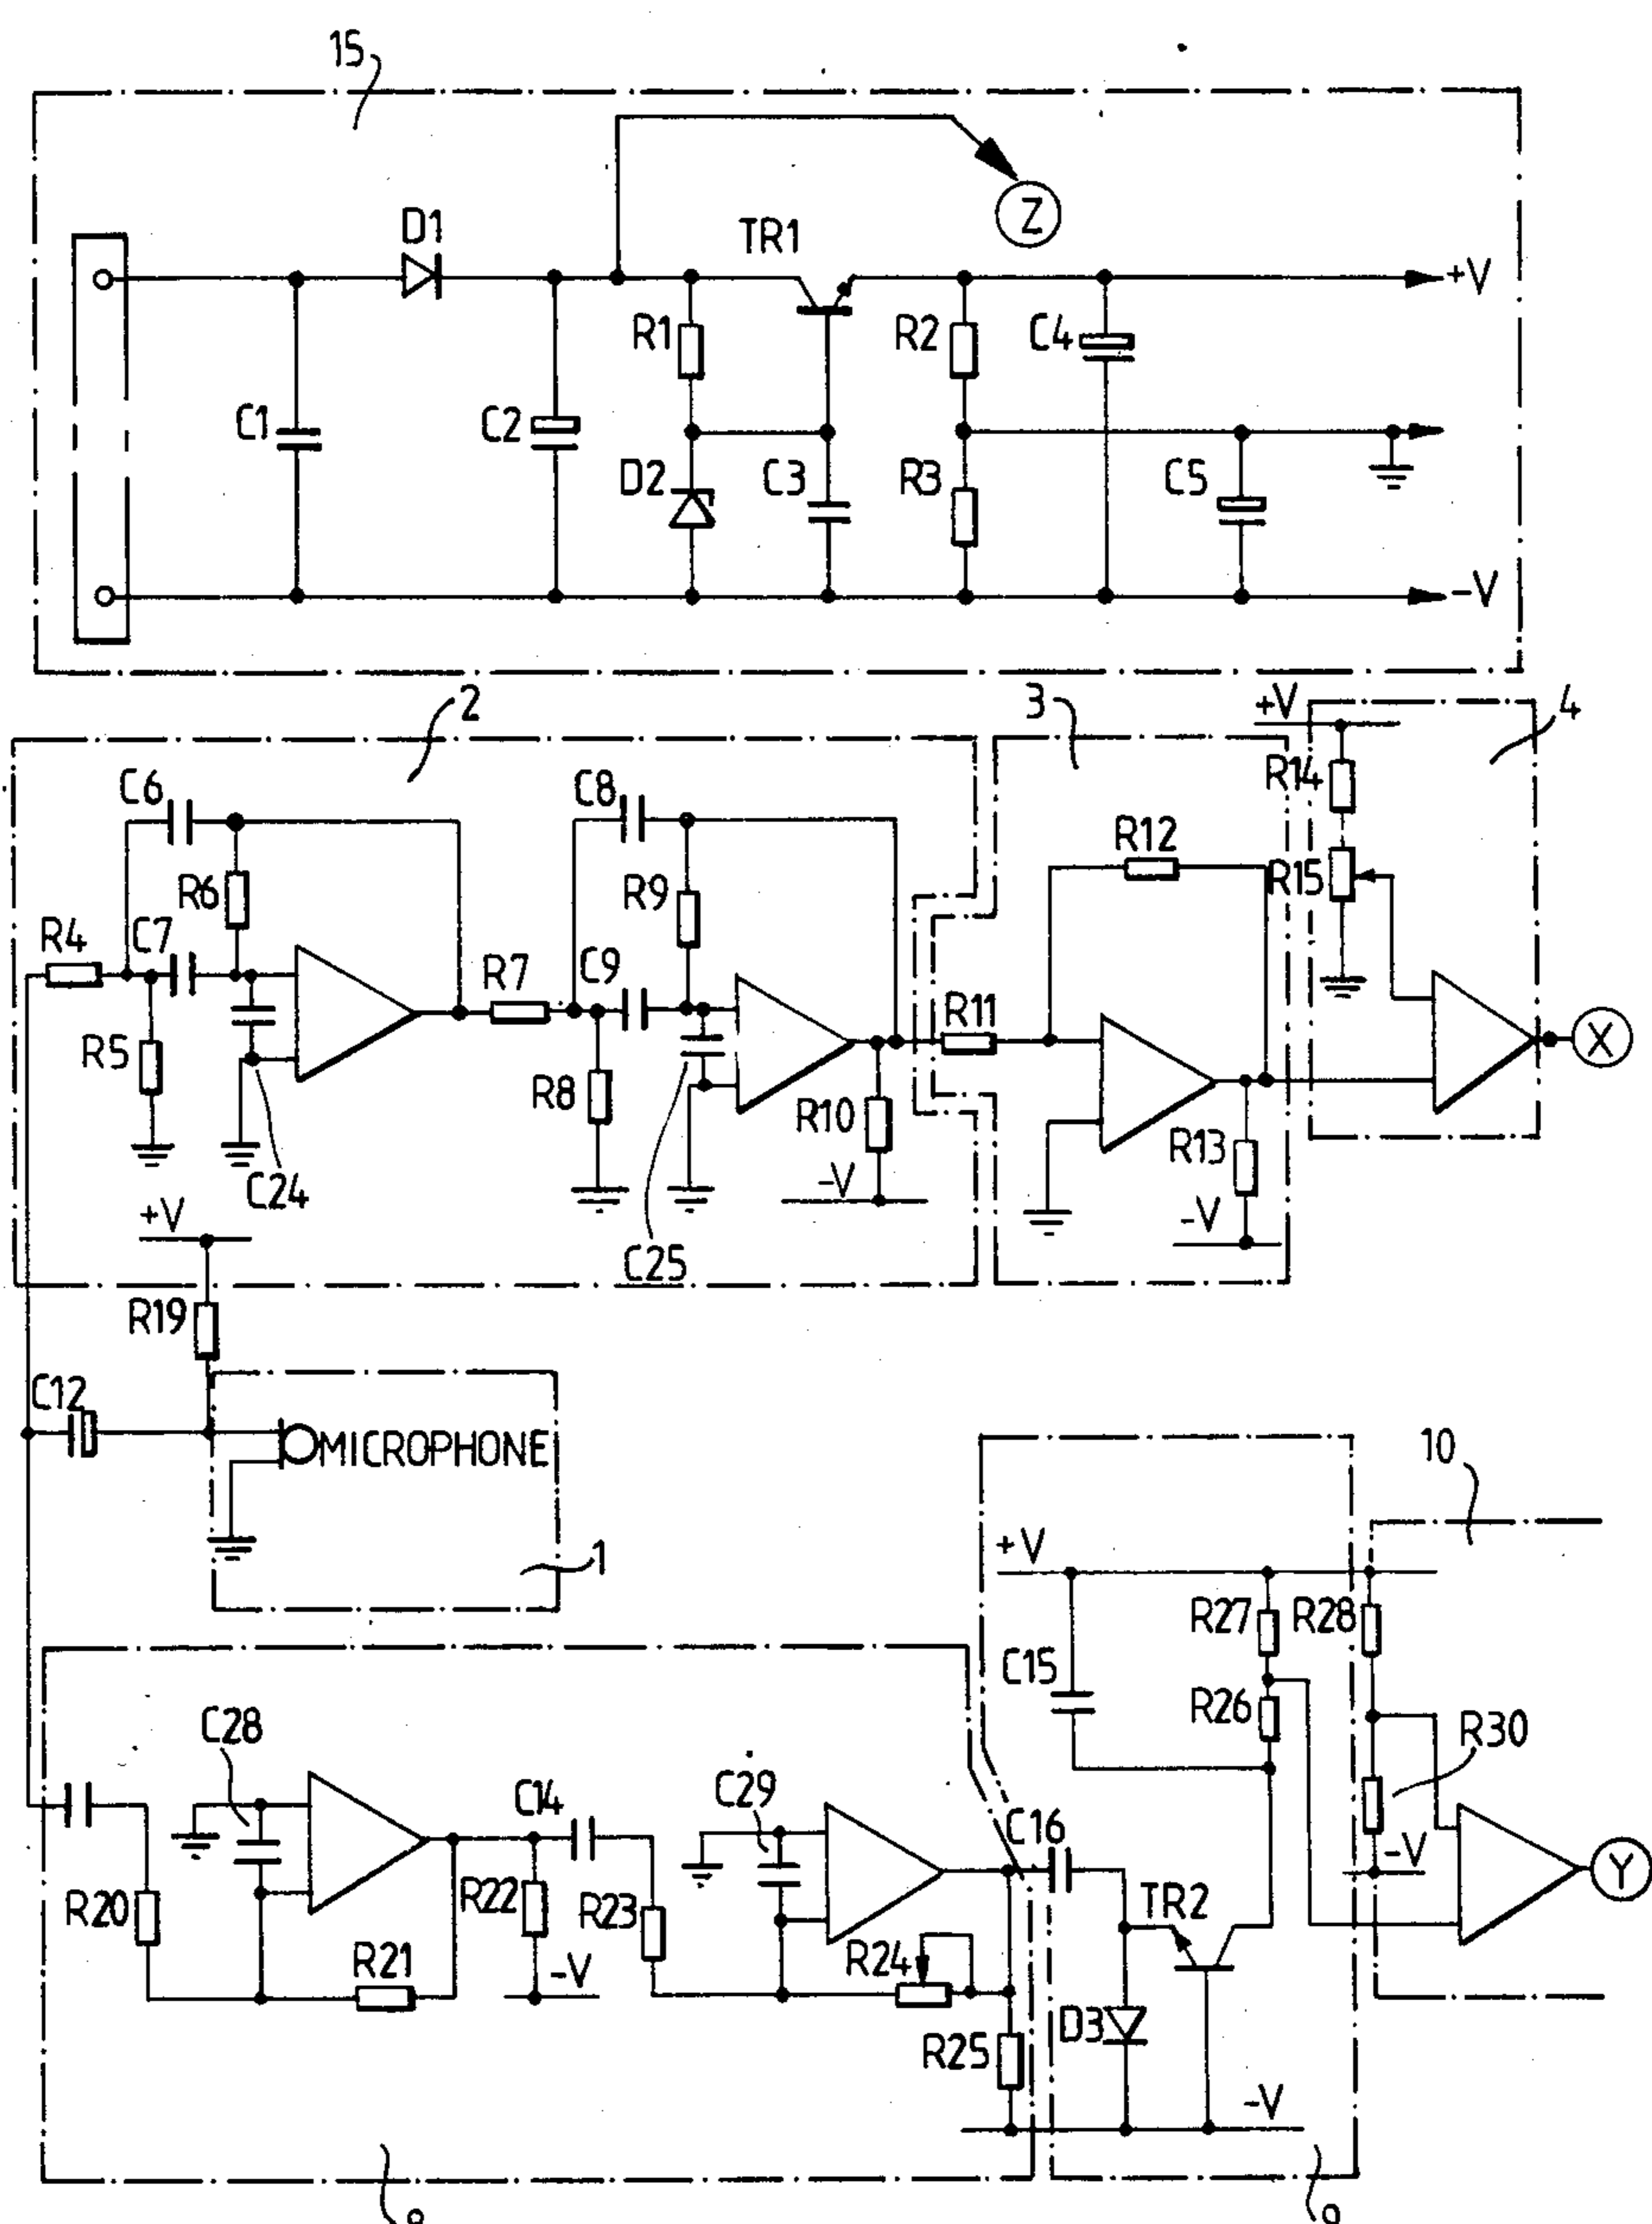 15
D1
TR1
Z
+V
R1
R2
C4
C1
C2
D2
C3
R3
C5
-V
2
3
+V
4
C6
C8
R14
R12
R6
R9
R15
R4
C7
R7
C9
R11
X
R5
R8
R10
R13
C24
-V
-V
+V
C25
R19
C12
MICROPHONE
10
1
+V
R27
R28
C15
R26
R30
C28
C29
C14
C16
-V
Y
R20
R22
R23
TR2
R21
-V
R24
D3
R25
-V
8
9